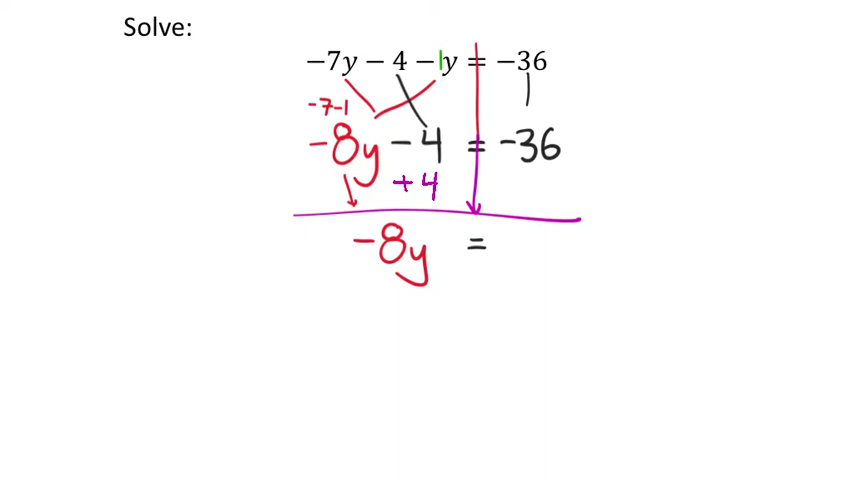 Solve:
−7y − 4 − 1y = −36
-7-1
-8y - 4 = -36
+ 4
-8y =